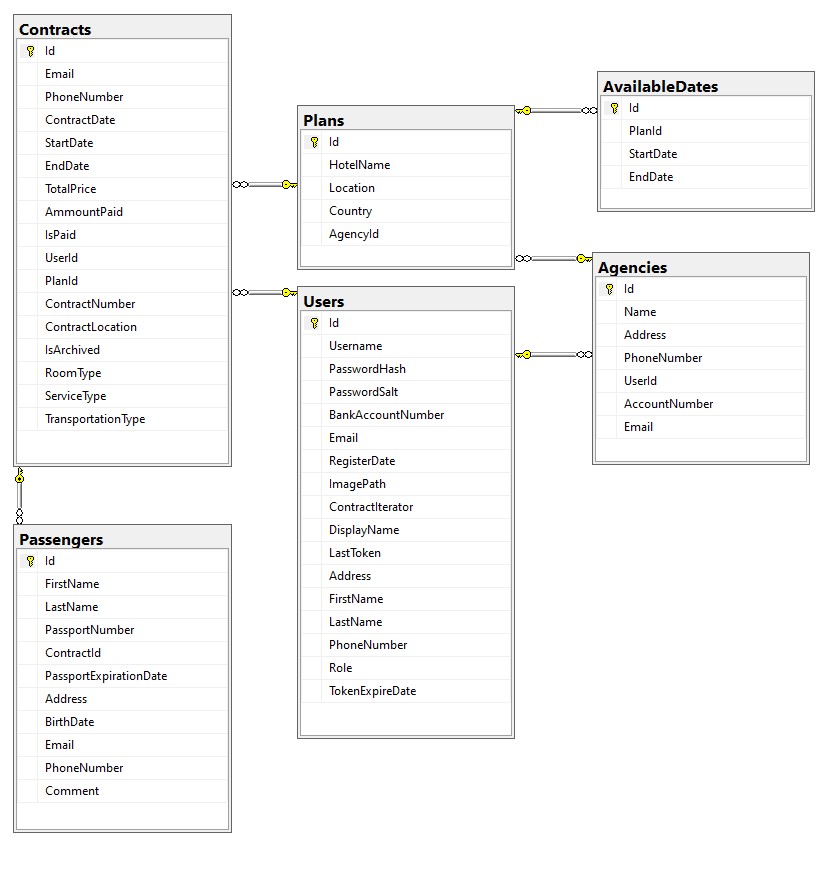 Contracts
Id
Email
PhoneNumber
ContractDate
StartDate
EndDate
TotalPrice
AmmountPaid
IsPaid
UserId
PlanId
ContractNumber
ContractLocation
IsArchived
RoomType
ServiceType
TransportationType
Plans
Id
HotelName
Location
Country
AgencyId
AvailableDates
Id
PlanId
StartDate
EndDate
Agencies
Id
Name
Address
PhoneNumber
UserId
AccountNumber
Email
Users
Id
Username
PasswordHash
PasswordSalt
BankAccountNumber
Email
RegisterDate
ImagePath
ContractIterator
DisplayName
LastToken
Address
FirstName
LastName
PhoneNumber
Role
TokenExpireDate
Passengers
Id
FirstName
LastName
PassportNumber
ContractId
PassportExpirationDate
Address
BirthDate
Email
PhoneNumber
Comment